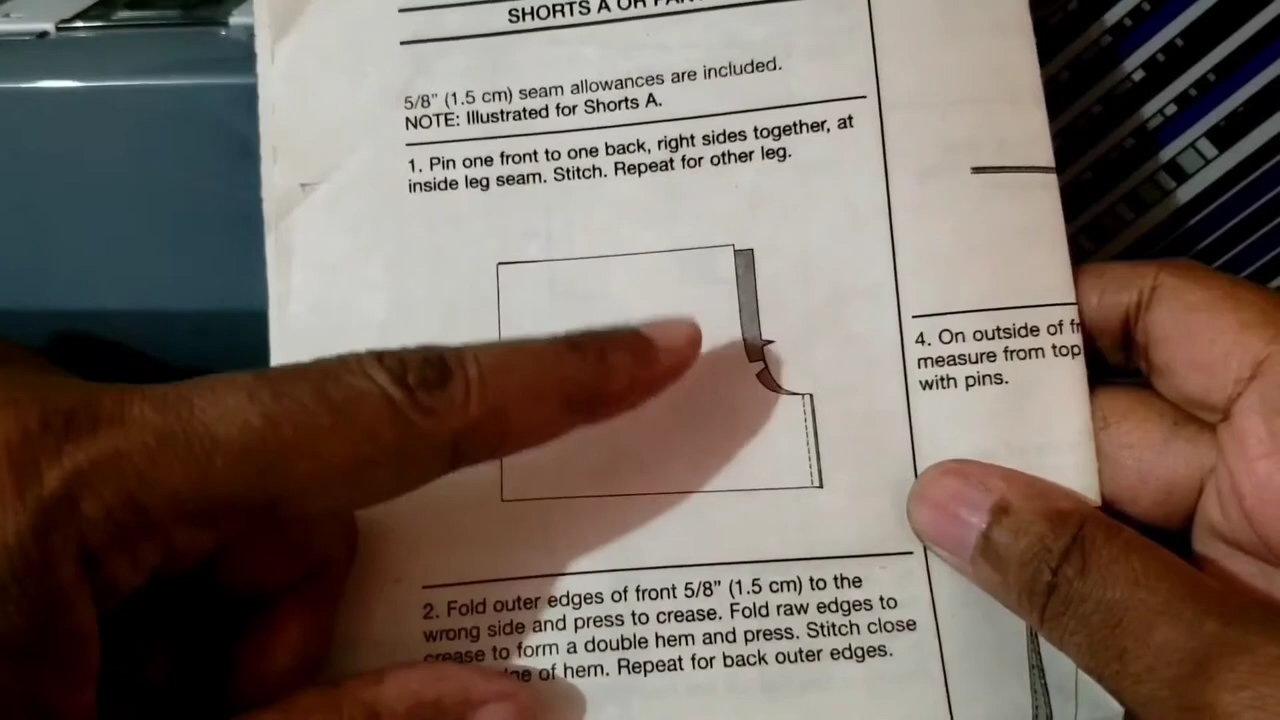 SHORTS A OR
5/8" (1.5 cm) seam allowances are included.
NOTE: Illustrated for Shorts A.
1. Pin one front to one back, right sides together, at
inside leg seam. Stitch. Repeat for other leg.
2. Fold outer edges of front 5/8" (1.5 cm) to the
wrong side and press to crease. Fold raw edges to
crease to form a double hem and press. Stitch close
of hem. Repeat for back outer edges.
4. On outside of
measure from top
with pins.